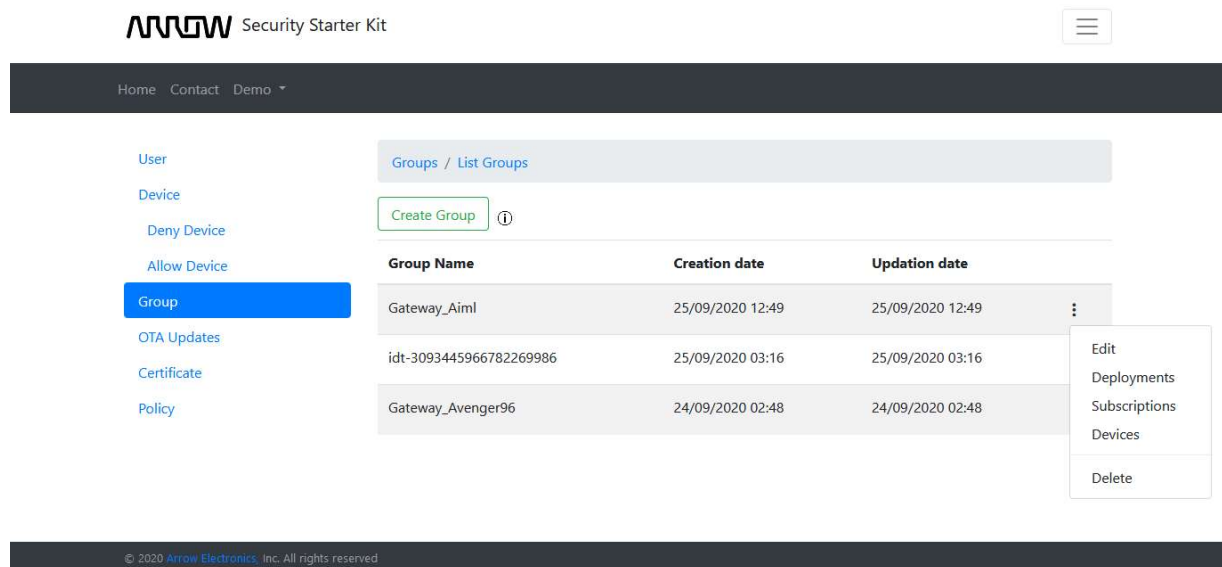 ARROW Security Starter Kit
Home Contact Demo
User
Device
Deny Device
Allow Device
Group
OTA Updates
Certificate
Policy
Groups / List Groups
Create Group
Group Name Creation date Updation date
Gateway_Aiml 25/09/2020 12:49 25/09/2020 12:49
idt-3093445966782269986 25/09/2020 03:16 25/09/2020 03:16
Gateway_Avenger96 24/09/2020 02:48 24/09/2020 02:48
Edit
Deployments
Subscriptions
Devices
Delete
© 2020 Arrow Electronics, Inc. All rights reserved